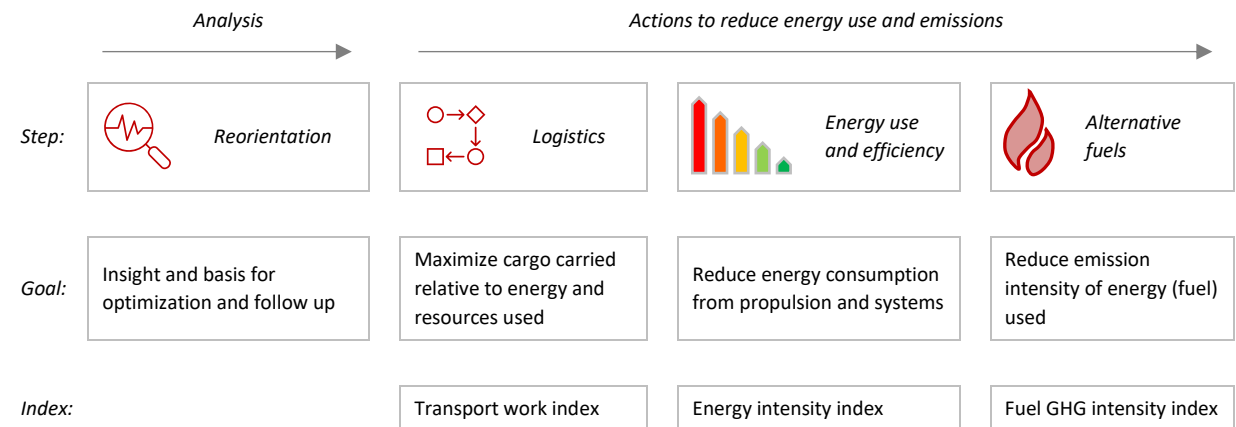 Analysis
Actions to reduce energy use and emissions
Step:
Reorientation
Logistics
Energy use
and efficiency
Alternative
fuels
Goal:
Insight and basis for
optimization and follow up
Maximize cargo carried
relative to energy and
resources used
Reduce energy consumption
from propulsion and systems
Reduce emission
intensity of energy (fuel)
used
Index:
Transport work index
Energy intensity index
Fuel GHG intensity index